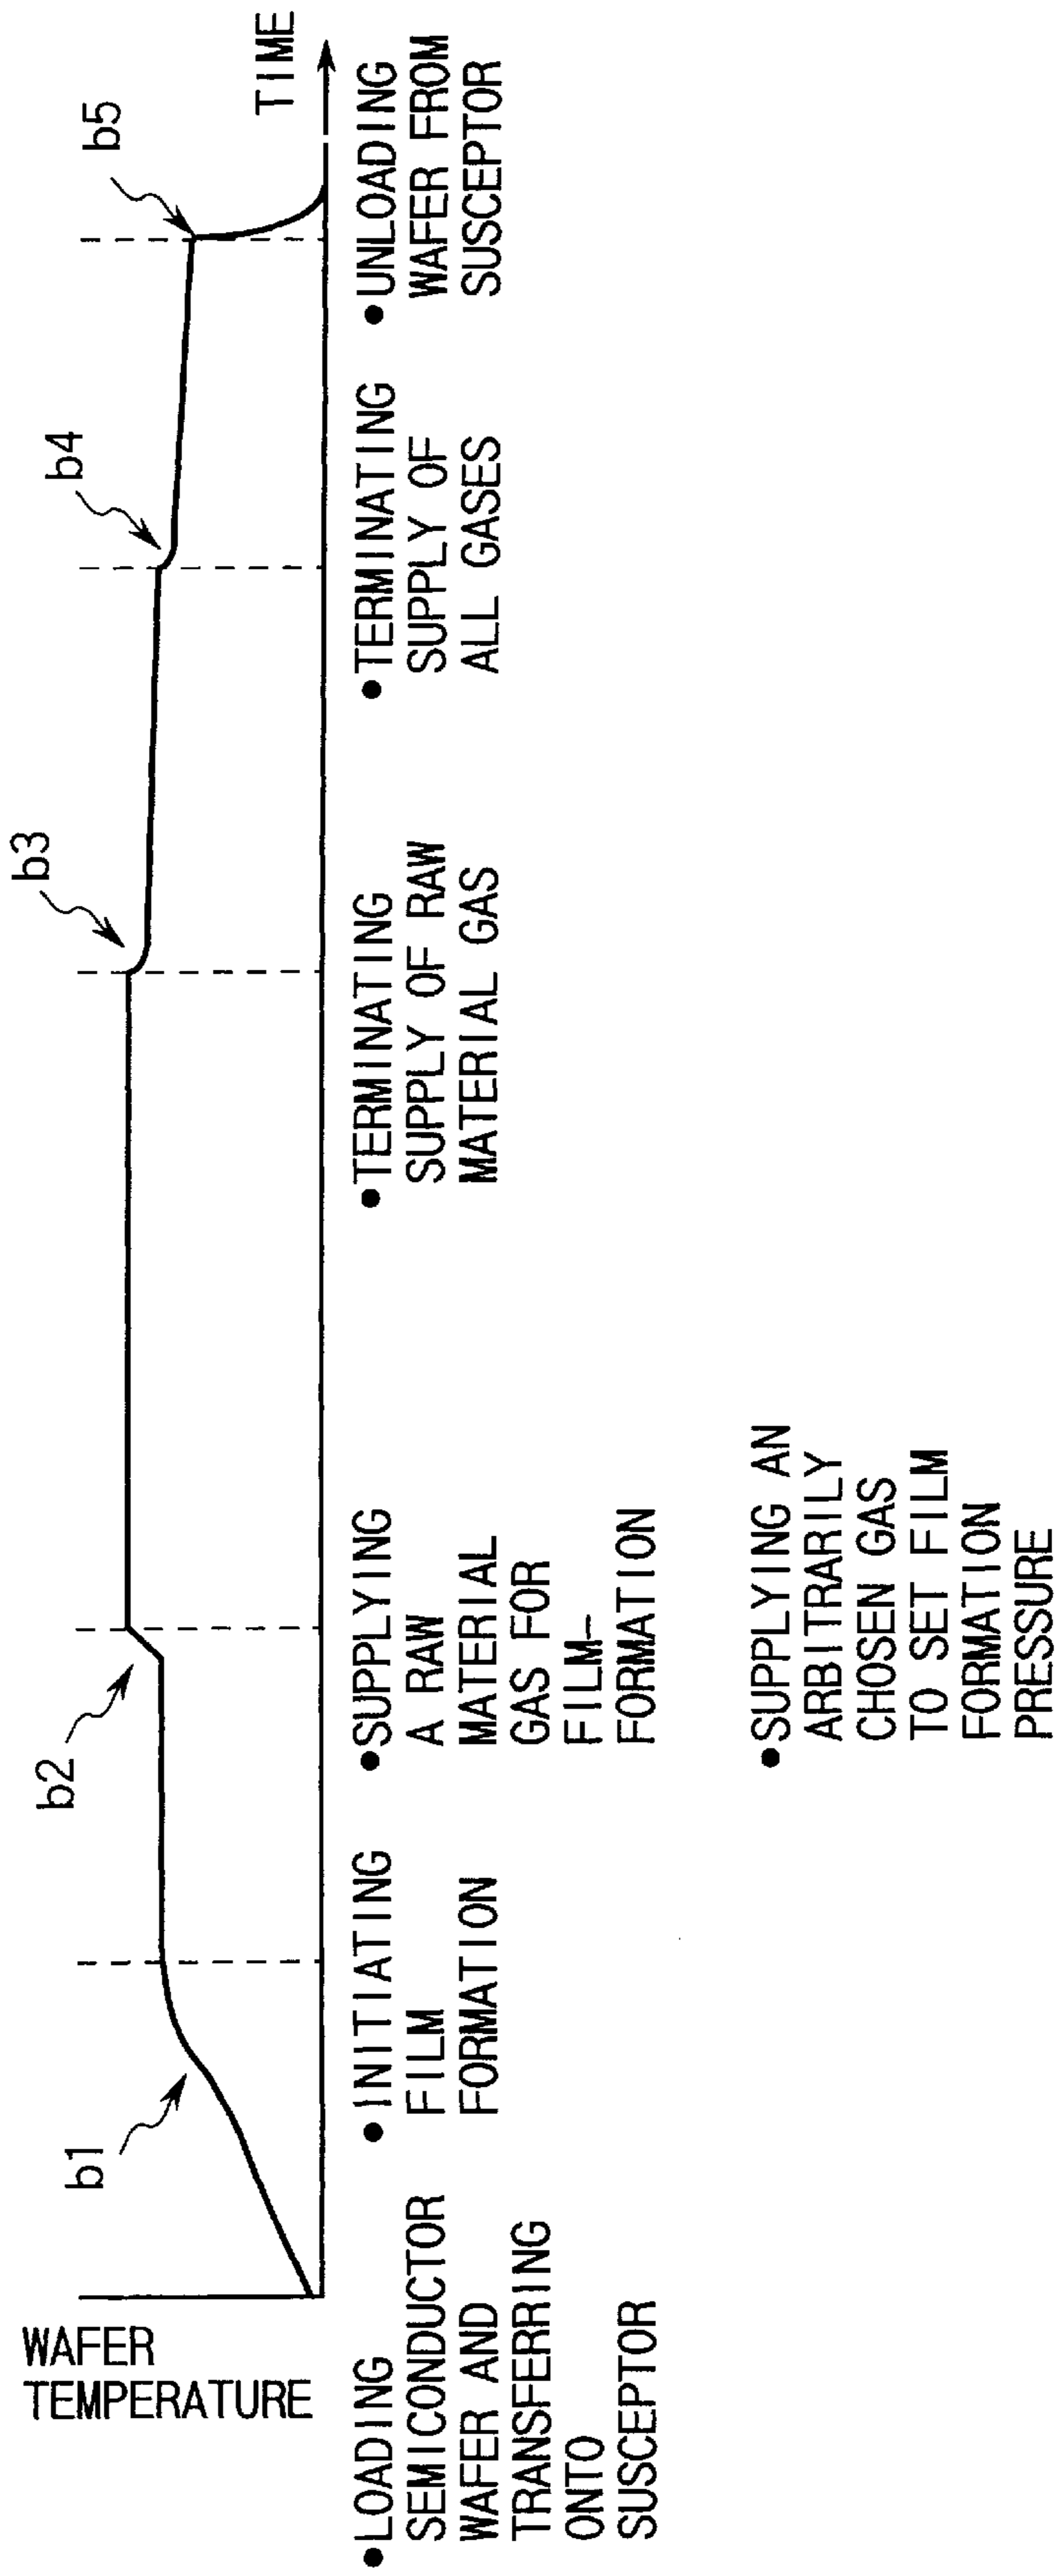 WAFER
TEMPERATURE
b1
b2
b3
b4
b5
TIME
•LOADING
SEMICONDUCTOR
WAFER AND
TRANSFERRING
ONTO
SUSCEPTOR
•INITIATING
FILM
FORMATION
•SUPPLYING
A RAW
MATERIAL
GAS FOR
FILM-
FORMATION
•SUPPLYING AN
ARBITRARILY
CHOSEN GAS
TO SET FILM
FORMATION
PRESSURE
•TERMINATING
SUPPLY OF RAW
MATERIAL GAS
•TERMINATING
SUPPLY OF
ALL GASES
•UNLOADING
WAFER FROM
SUSCEPTOR